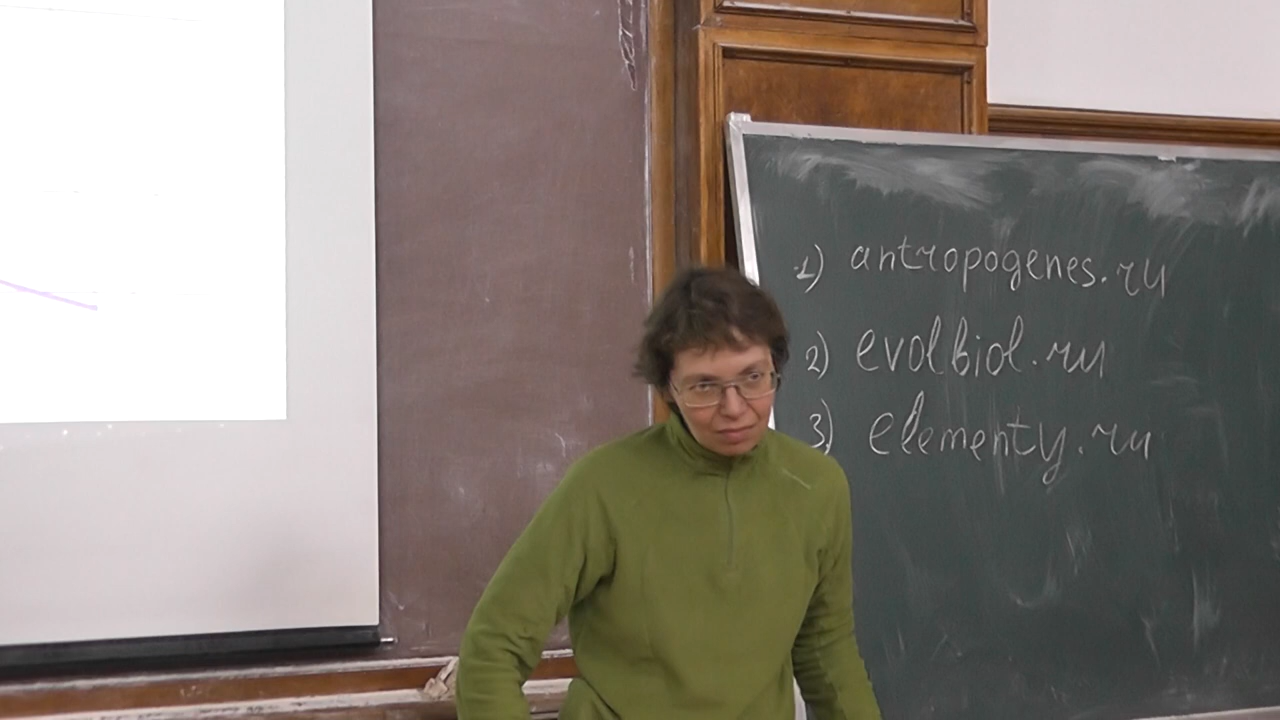 1) antropogenes.ru
2) evolbiol.ru
3) elementy.ru